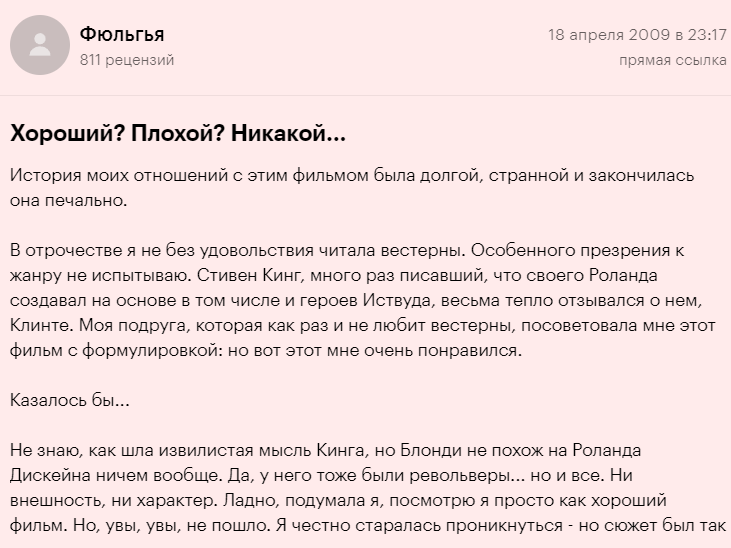 Фюльгья
18 апреля 2009 в 23:17
811 рецензий
прямая ссылка
Хороший? Плохой? Никакой...
История моих отношений с этим фильмом была долгой, странной и закончилась
она печально.
В отрочестве я не без удовольствия читала вестерны. Особенного презрения к
жанру не испытываю. Стивен Кинг, много раз писавший, что своего Роланда
создавал на основе в том числе и героев Иствуда, весьма тепло отзывался о нем,
Клинте. Моя подруга, которая как раз и не любит вестерны, посоветовала мне этот
фильм с формулировкой: но вот этот мне очень понравился.
Казалось бы...
Не знаю, как шла извилистая мысль Кинга, но Блонди не похож на Роланда
Дискейна ничем вообще. Да, у него тоже были револьверы... но и все. Ни
внешность, ни характер. Ладно, подумала я, посмотрю я просто как хороший
фильм. Но, увы, увы, не пошло. Я честно старалась проникнуться - но сюжет был так